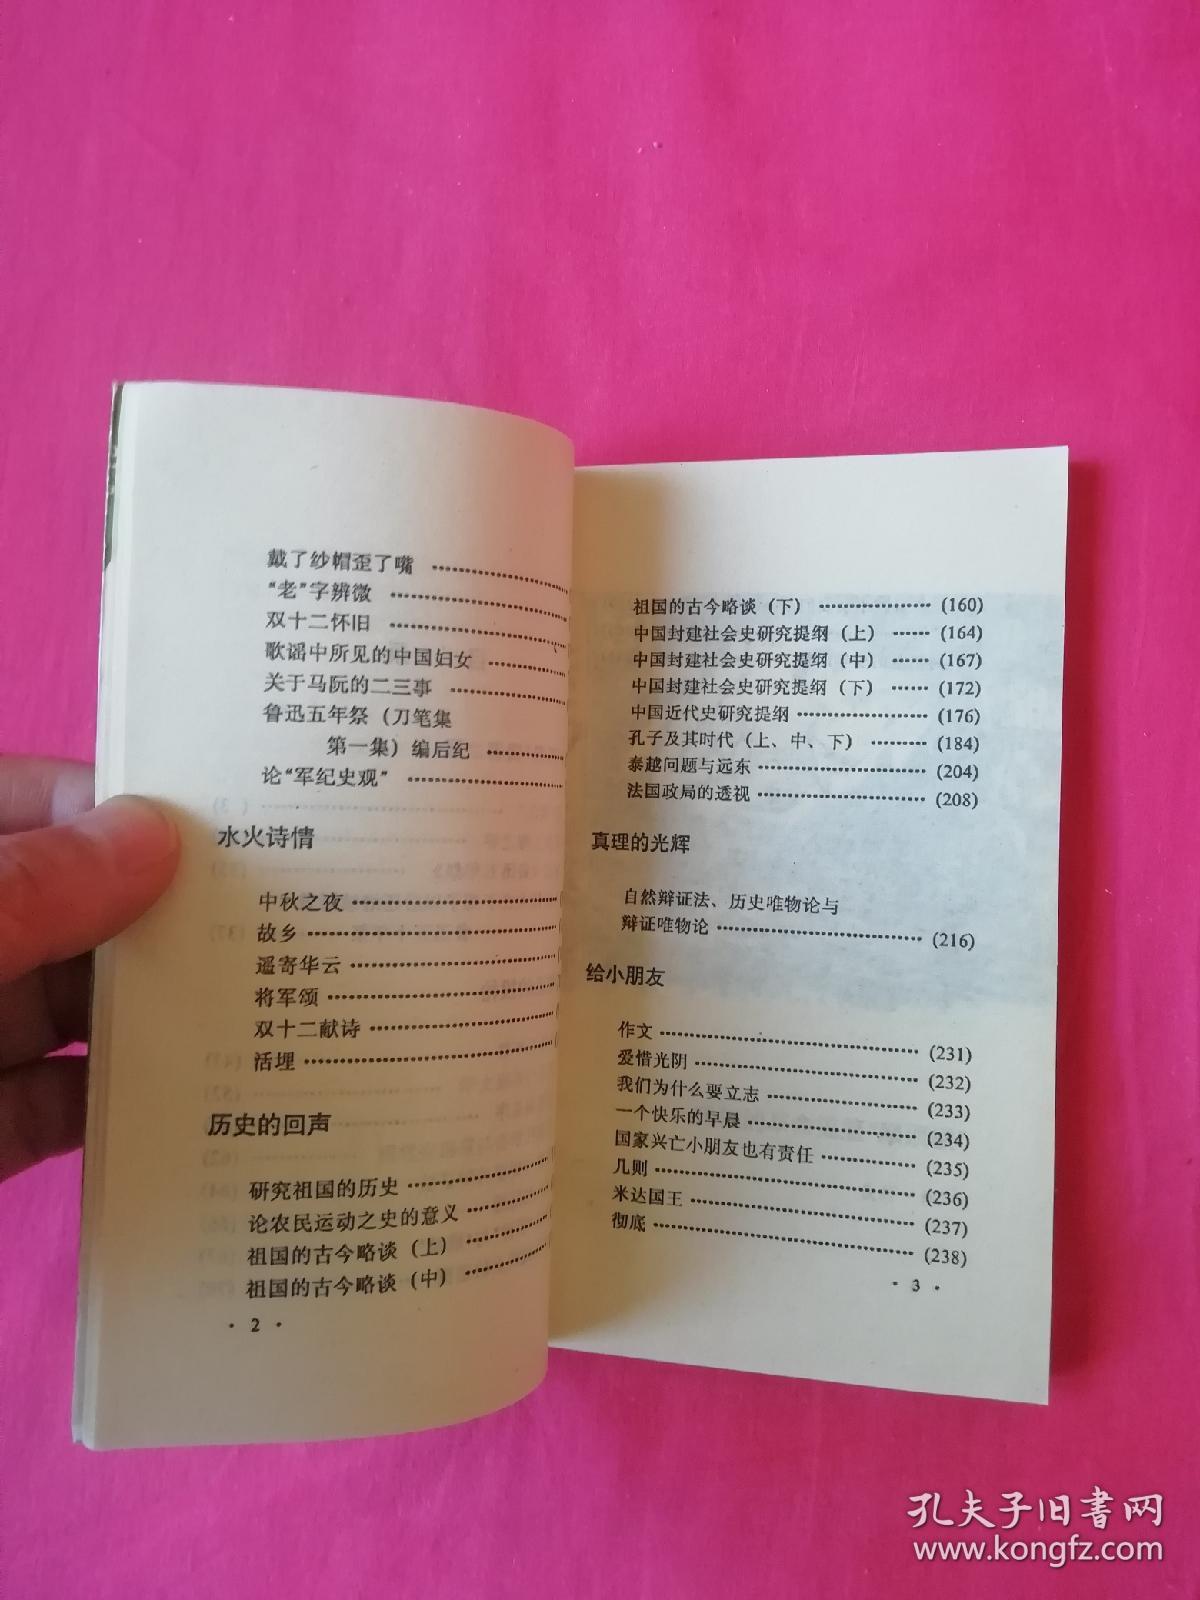 戴了纱帽歪了嘴 ……………
“老”字辨微 ……………
双十二怀旧 ……………
歌谣中所见的中国妇女 ……………
关于马阮的二三事 ……………
鲁迅五年祭（刀笔集
第一集）编后纪 ……………
论“军纪史观” ……………
水火诗情
中秋之夜 ……………
故乡 ……………
遥寄华云 ……………
将军颂 ……………
双十二献诗 ……………
活埋 ……………
历史的回声
研究祖国的历史 ……………
论农民运动之史的意义 ……………
祖国的古今略谈（上） ……………
祖国的古今略谈（中） ……………
· 2 ·
祖国的古今略谈（下） …………… (160)
中国封建社会史研究提纲（上） …… (164)
中国封建社会史研究提纲（中） …… (167)
中国封建社会史研究提纲（下） …… (172)
中国近代史研究提纲 …………… (176)
孔子及其时代（上、中、下） ……… (184)
泰越问题与远东 …………… (204)
法国政局的透视 …………… (208)
真理的光辉
自然辩证法、历史唯物论与
辩证唯物论 …………… (216)
给小朋友
作文 …………… (231)
爱惜光阴 …………… (232)
我们为什么要立志 …………… (233)
一个快乐的早晨 …………… (234)
国家兴亡小朋友也有责任 …………… (235)
几则 …………… (236)
米达国王 …………… (237)
彻底 …………… (238)
· 3 ·
孔夫子旧书网
www.kongfz.com